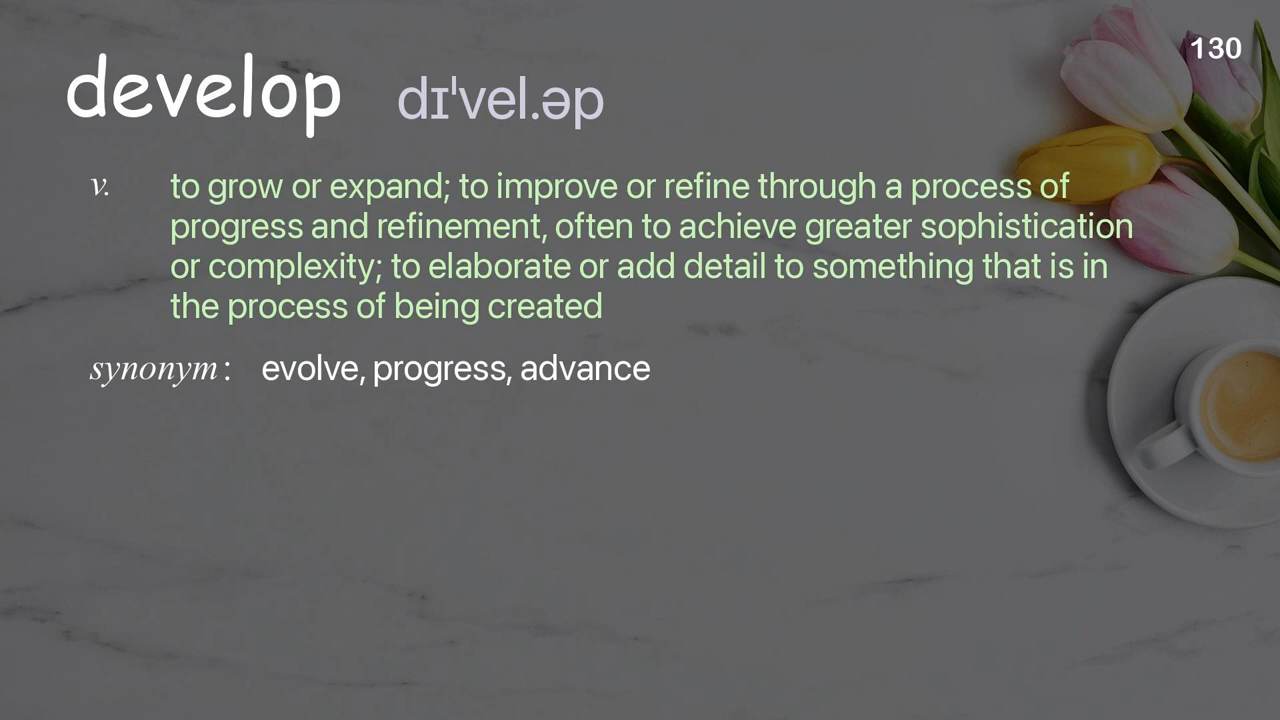 130
develop dɪˈvel.əp
v. to grow or expand; to improve or refine through a process of
progress and refinement, often to achieve greater sophistication
or complexity; to elaborate or add detail to something that is in
the process of being created
synonym: evolve, progress, advance